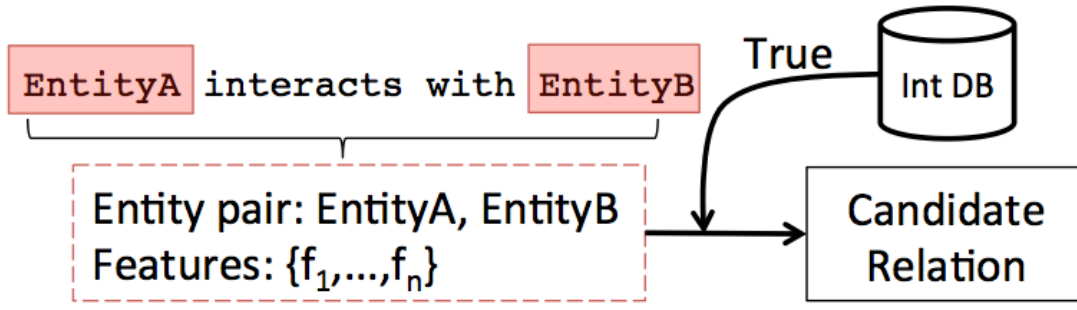 True
EntityA interacts with EntityB
Int DB
Entity pair: EntityA, EntityB
Features: {f1,...,fn}
Candidate
Relation